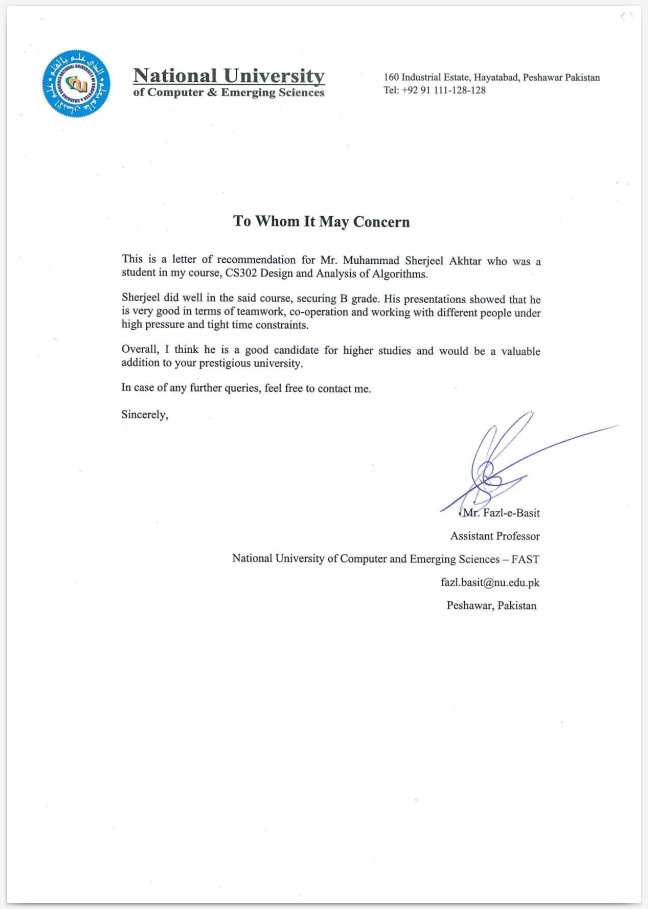 National University
of Computer & Emerging Sciences
160 Industrial Estate, Hayatabad, Peshawar Pakistan
Tel: +92 91 111-128-128
To Whom It May Concern
This is a letter of recommendation for Mr. Muhammad Sherjeel Akhtar who was a
student in my course, CS302 Design and Analysis of Algorithms.
Sherjeel did well in the said course, securing B grade. His presentations showed that he
is very good in terms of teamwork, co-operation and working with different people under
high pressure and tight time constraints.
Overall, I think he is a good candidate for higher studies and would be a valuable
addition to your prestigious university.
In case of any further queries, feel free to contact me.
Sincerely,
Mr. Fazl-e-Basit
Assistant Professor
National University of Computer and Emerging Sciences – FAST
fazl.basit@nu.edu.pk
Peshawar, Pakistan